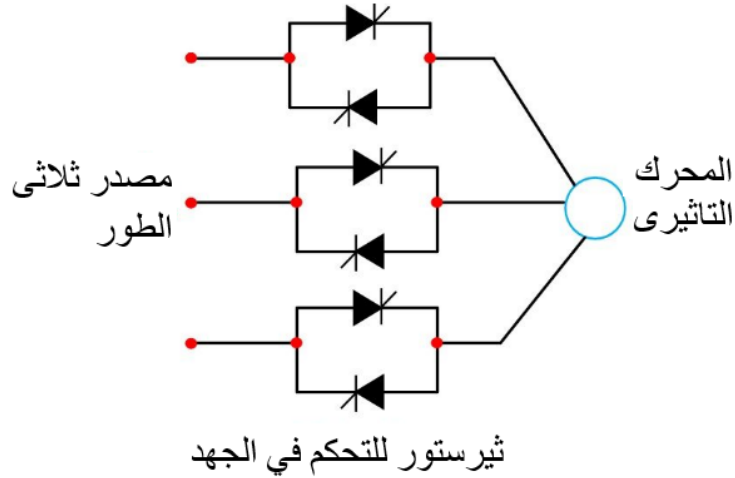 مصدر ثلاثى
الطور
المحرك
التاثيرى
ثيرستور للتحكم في الجهد